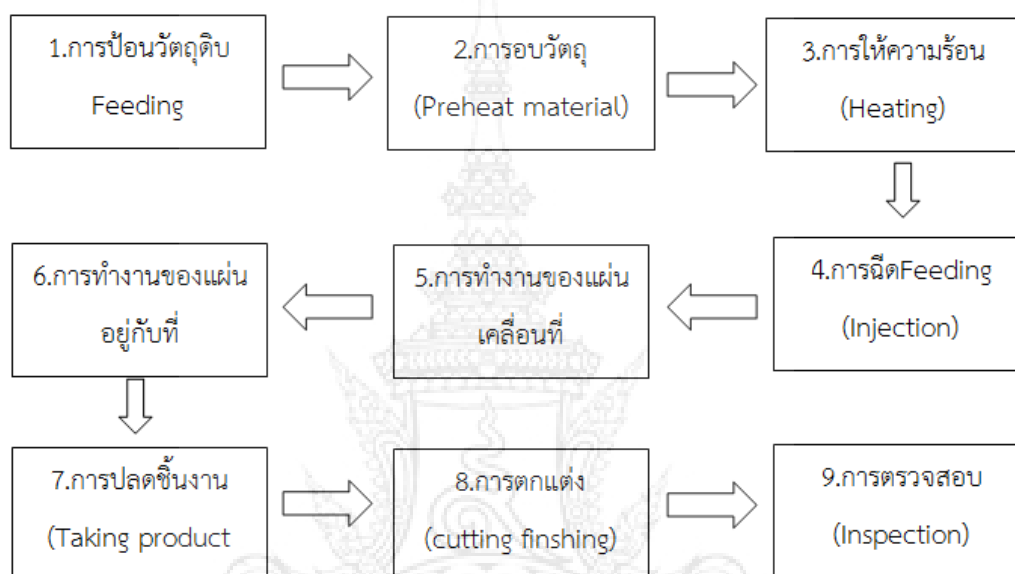 1.การป้อนวัตถุดิบ
Feeding
2.การอบวัตถุ
(Preheat material)
3.การให้ความร้อน
(Heating)
4.การฉีดFeeding
(Injection)
5.การทำงานของแผ่น
เคลื่อนที่
6.การทำงานของแผ่น
อยู่กับที่
7.การปลดชิ้นงาน
(Taking product
8.การตกแต่ง
(cutting finshing)
9.การตรวจสอบ
(Inspection)